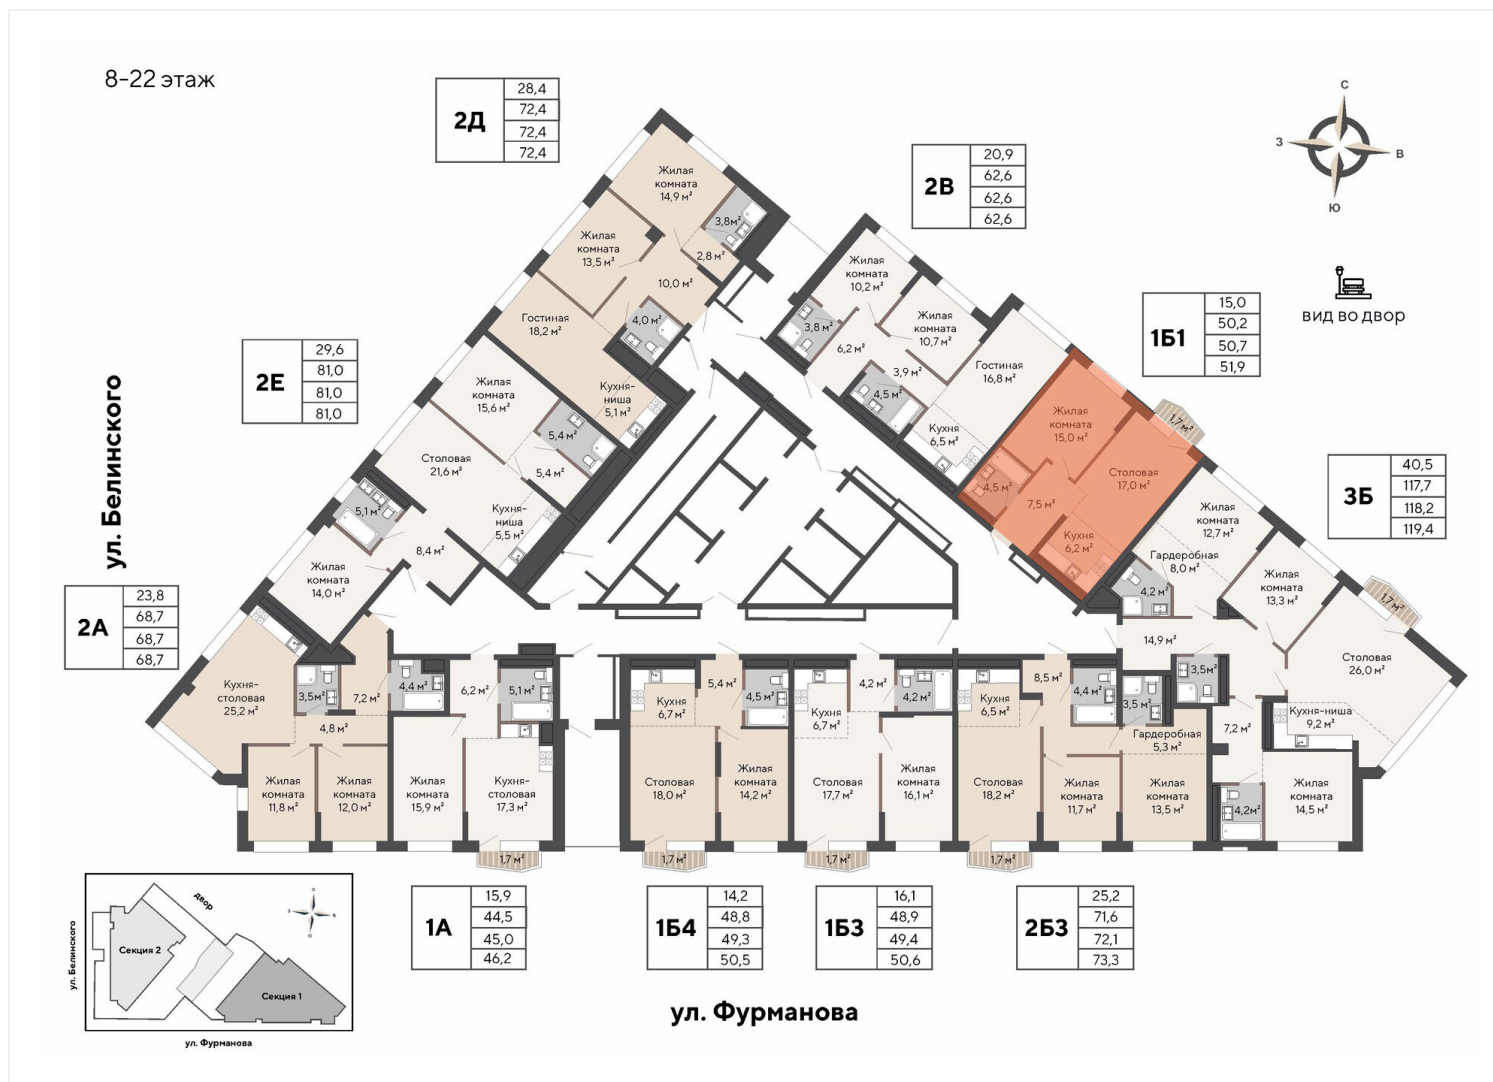 8-22 этаж
2Д
28,4
72,4
72,4
72,4
2В
20,9
62,6
62,6
62,6
С
З
В
Ю
вид во двор
1Б1
15,0
50,2
50,7
51,9
2Е
29,6
81,0
81,0
81,0
ул. Белинского
3Б
40,5
117,7
118,2
119,4
2А
23,8
68,7
68,7
68,7
Жилая
комната
14,9 м²
3,8м²
2,8 м²
Жилая
комната
13,5 м²
10,0 м²
Гостиная
18,2 м²
4,0 м²
Кухня-
ниша
5,1 м²
Жилая
комната
15,6 м²
5,4 м²
5,4 м²
Столовая
21,6 м²
Кухня-
ниша
5,5 м²
5,1 м²
8,4 м²
Жилая
комната
14,0 м²
Жилая
комната
10,2 м²
3,8 м²
6,2 м²
Жилая
комната
10,7 м²
3,9 м²
4,5 м²
Гостиная
16,8 м²
Кухня
6,5 м²
Жилая
комната
15,0 м²
1,7 м²
Столовая
17,0 м²
4,5 м²
7,5 м²
Кухня
6,2 м²
Жилая
комната
12,7 м²
Гардеробная
8,0 м²
4,2 м²
Жилая
комната
13,3 м²
1,7 м²
14,9 м²
Столовая
26,0 м²
3,5м²
Кухня-ниша
9,2 м²
7,2 м²
4,2м²
Жилая
комната
14,5 м²
Кухня-
столовая
25,2 м²
3,5м²
7,2 м²
4,4 м²
4,8 м²
Жилая
комната
11,8 м²
Жилая
комната
12,0 м²
6,2 м²
5,1 м²
Жилая
комната
15,9 м²
Кухня-
столовая
17,3 м²
1,7 м²
Кухня
6,7 м²
5,4 м²
4,5 м²
Столовая
18,0 м²
Жилая
комната
14,2 м²
1,7 м²
Кухня
6,7 м²
4,2 м²
4,2 м²
Столовая
17,7 м²
Жилая
комната
16,1 м²
1,7 м²
Кухня
6,5 м²
8,5 м²
4,4 м²
3,5 м²
Гардеробная
5,3 м²
Столовая
18,2 м²
Жилая
комната
11,7 м²
Жилая
комната
13,5 м²
1,7 м²
1А
15,9
44,5
45,0
46,2
1Б4
14,2
48,8
49,3
50,5
1Б3
16,1
48,9
49,4
50,6
2Б3
25,2
71,6
72,1
73,3
ул. Фурманова
ул. Белинского
двор
Секция 2
Секция 1
С
ул. Фурманова